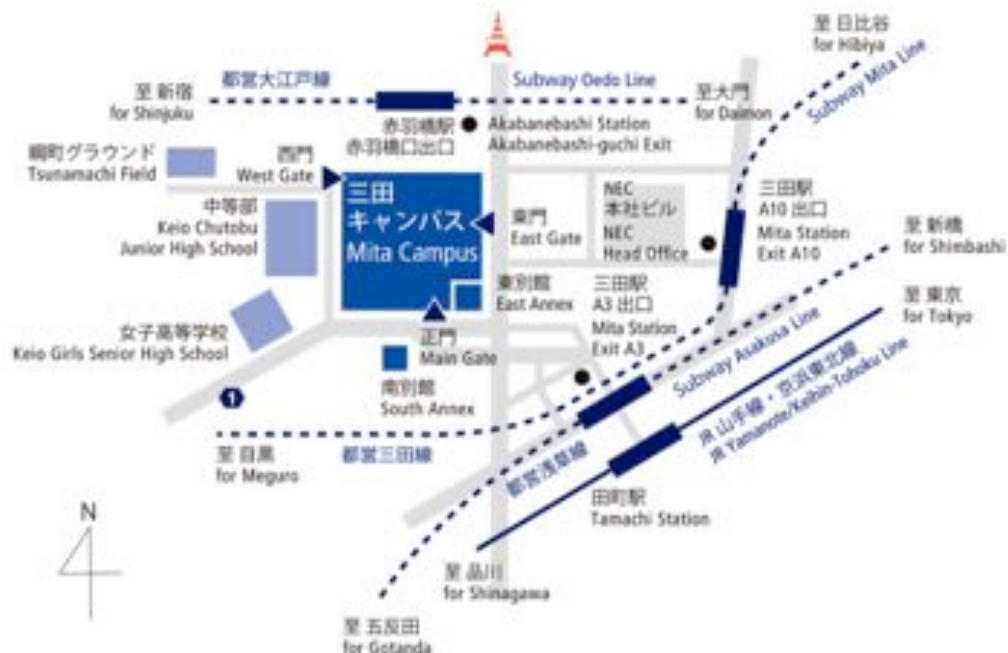 至 日比谷
for Hibiya
Subway Mita Line
都営大江戸線
Subway Oedo Line
至 新宿
for Shinjuku
至大門
for Daimon
赤羽橋駅
赤羽橋口出口
Akabanebashi Station
Akabanebashi-guchi Exit
綱町グラウンド
Tsunamachi Field
西門
West Gate
三田
キャンパス
Mita Campus
中等部
Keio Chutobu
Junior High School
東門
East Gate
NEC
本社ビル
NEC
Head Office
三田駅
A10 出口
Mita Station
Exit A10
至 新橋
for Shimbashi
東別館
East Annex
三田駅
A3 出口
Mita Station
Exit A3
至 東京
for Tokyo
女子高等学校
Keio Girls Senior High School
正門
Main Gate
南別館
South Annex
Subway Asakusa Line
JR 山手線・京浜東北線
JR Yamanote/Keihin-Tohoku Line
1
至 目黒
for Meguro
都営三田線
都営浅草線
田町駅
Tamachi Station
N
至 品川
for Shinagawa
至 五反田
for Gotanda